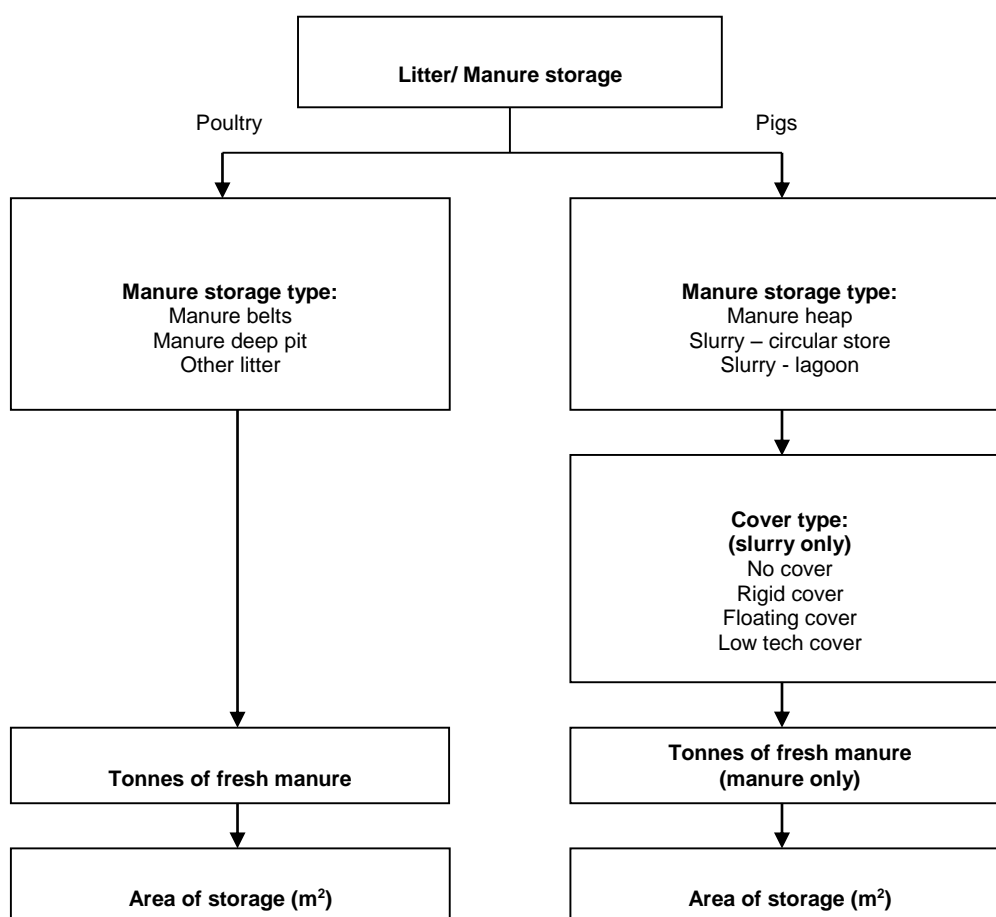 Litter/ Manure storage
Poultry
Pigs
Manure storage type:
Manure belts
Manure deep pit
Other litter
Manure storage type:
Manure heap
Slurry – circular store
Slurry - lagoon
Cover type:
(slurry only)
No cover
Rigid cover
Floating cover
Low tech cover
Tonnes of fresh manure
Tonnes of fresh manure
(manure only)
Area of storage (m²)
Area of storage (m²)